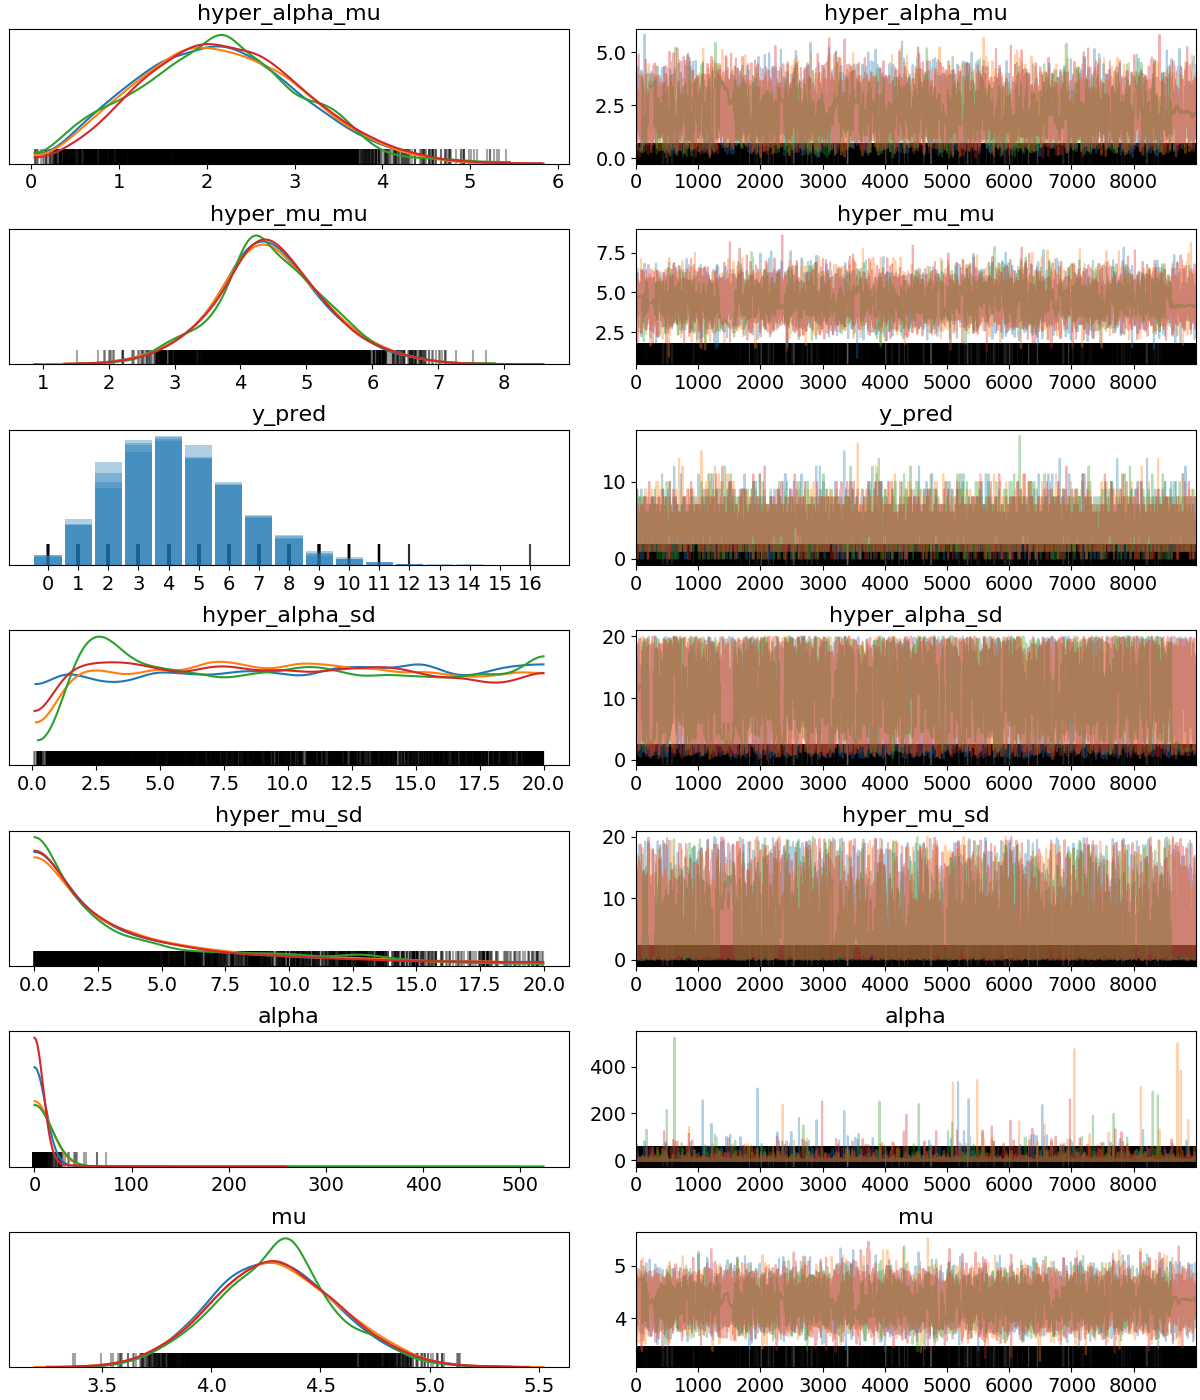 hyper_alpha_mu hyper_alpha_mu
5.0
2.5
0.0
0 1 2 3 4 5 6 0 1000 2000 3000 4000 5000 6000 7000 8000
hyper_mu_mu hyper_mu_mu
7.5
5.0
2.5
1 2 3 4 5 6 7 8 0 1000 2000 3000 4000 5000 6000 7000 8000
y_pred y_pred
10
0
0 1 2 3 4 5 6 7 8 9 10 11 12 13 14 15 16 0 1000 2000 3000 4000 5000 6000 7000 8000
hyper_alpha_sd hyper_alpha_sd
20
10
0
0.0 2.5 5.0 7.5 10.0 12.5 15.0 17.5 20.0 0 1000 2000 3000 4000 5000 6000 7000 8000
hyper_mu_sd hyper_mu_sd
20
10
0
0.0 2.5 5.0 7.5 10.0 12.5 15.0 17.5 20.0 0 1000 2000 3000 4000 5000 6000 7000 8000
alpha alpha
400
200
0
0 100 200 300 400 500 0 1000 2000 3000 4000 5000 6000 7000 8000
mu mu
5
4
3.5 4.0 4.5 5.0 5.5 0 1000 2000 3000 4000 5000 6000 7000 8000